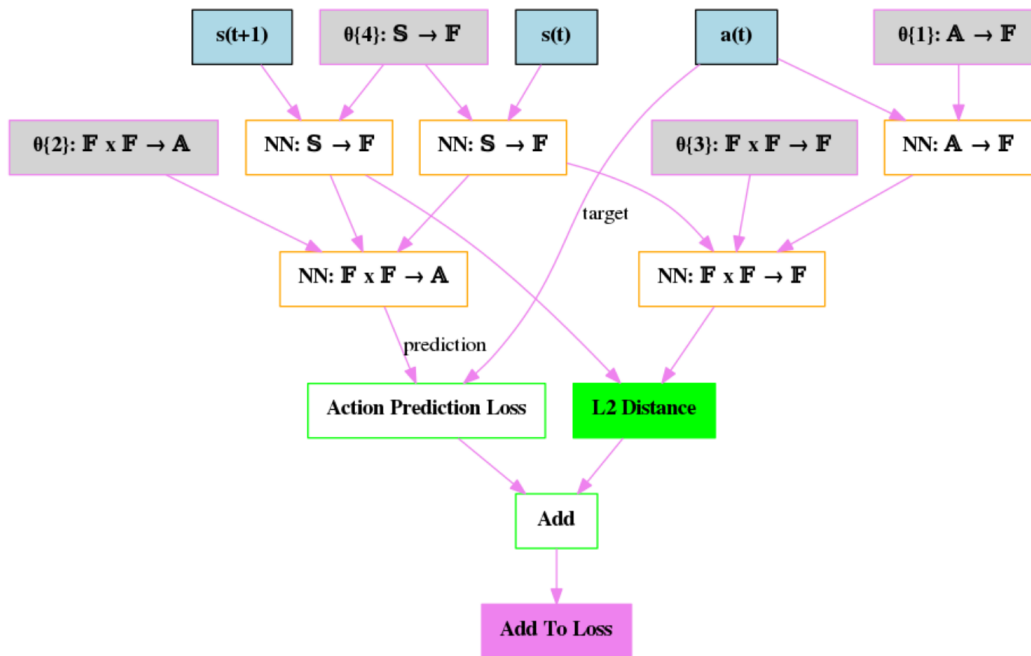 s(t+1)
θ{4}: 𝕊 → 𝔽
s(t)
a(t)
θ{1}: 𝔸 → 𝔽
θ{2}: 𝔽 x 𝔽 → 𝔸
NN: 𝕊 → 𝔽
NN: 𝕊 → 𝔽
θ{3}: 𝔽 x 𝔽 → 𝔽
NN: 𝔸 → 𝔽
target
NN: 𝔽 x 𝔽 → 𝔸
NN: 𝔽 x 𝔽 → 𝔽
prediction
Action Prediction Loss
L2 Distance
Add
Add To Loss